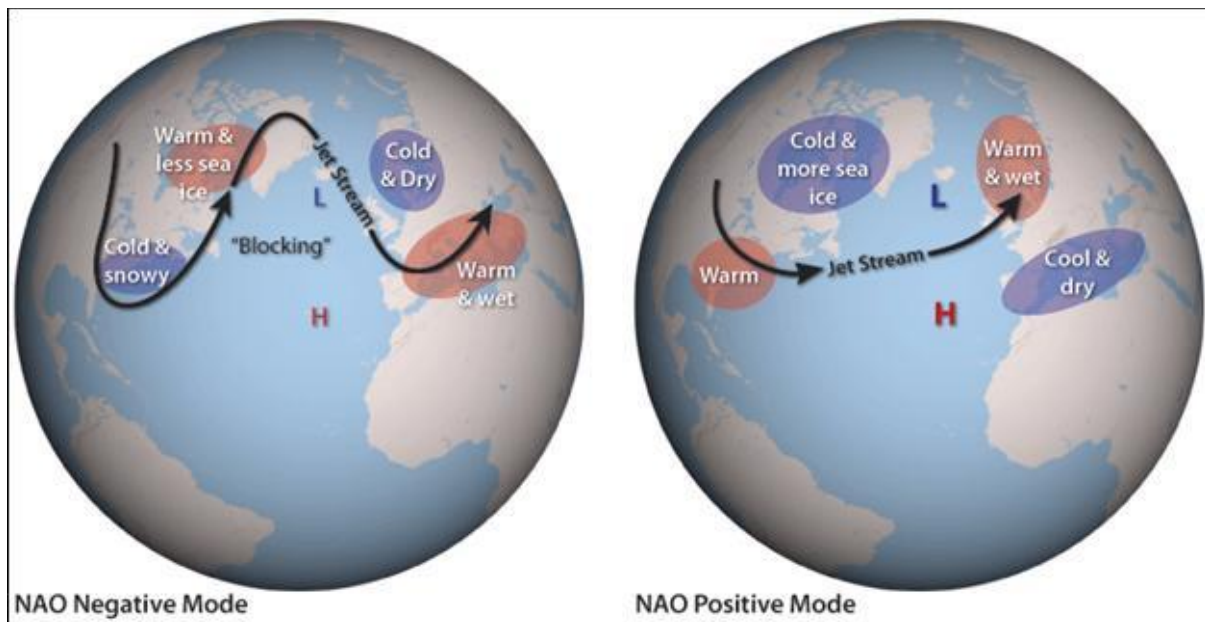 Warm &
less sea
ice
Cold &
snowy
"Blocking"
Jet Stream
L
H
Cold
& Dry
Warm
& wet
NAO Negative Mode
Cold &
more sea
ice
Warm
Jet Stream
L
H
Warm
& wet
Cool &
dry
NAO Positive Mode